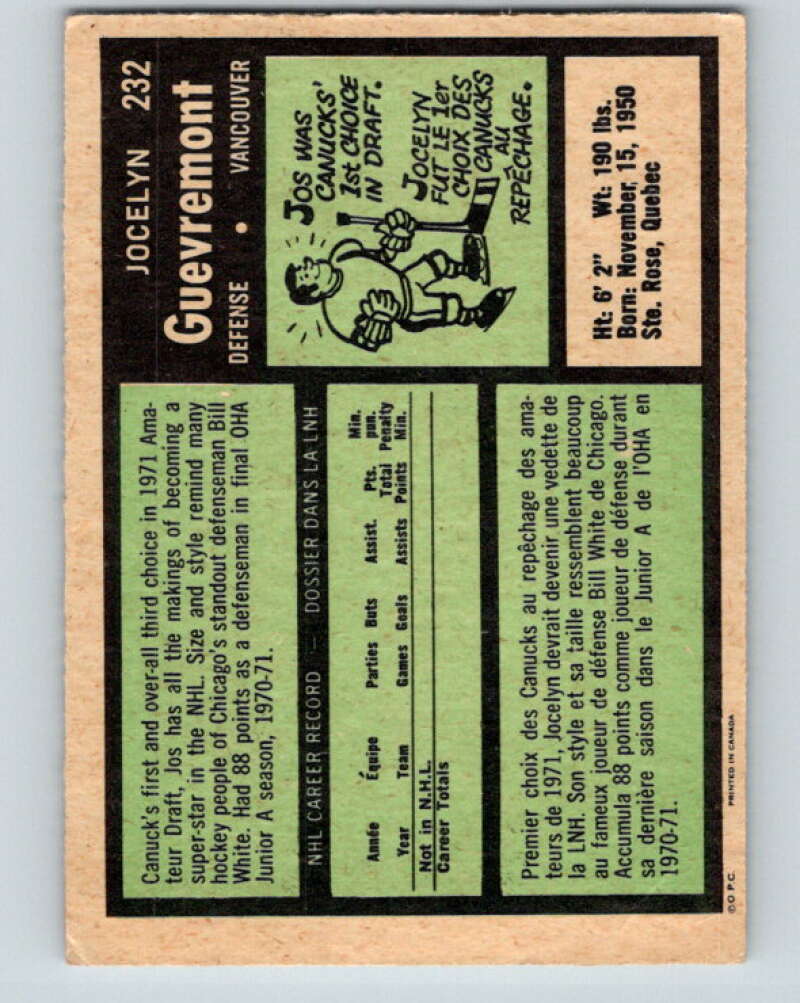 JOCELYN 232
Guevremont
DEFENSE • VANCOUVER
JOS WAS
CANUCKS'
1st CHOICE
IN DRAFT.
JOCELYN
FUT LE 1er
CHOIX DES
CANUCKS
AU
REPÊCHAGE.
Ht: 6' 2" Wt: 190 lbs.
Born: November, 15, 1950
Ste. Rose, Quebec
Canuck's first and over-all third choice in 1971 Ama-
teur Draft, Jos has all the makings of becoming a
super-star in the NHL. Size and style remind many
hockey people of Chicago's standout defenseman Bill
White. Had 88 points as a defenseman in final OHA
Junior A season, 1970-71.
NHL CAREER RECORD — DOSSIER DANS LA LNH
Année Équipe Parties Buts Assist. Pts. Total Min. pun.
Year Team Games Goals Assists Points Penalty Min.
Not in N.H.L.
Career Totals
Premier choix des Canucks au repêchage des ama-
teurs de 1971, Jocelyn devrait devenir une vedette de
la LNH. Son style et sa taille ressemblent beaucoup
au fameux joueur de défense Bill White de Chicago.
Accumula 88 points comme joueur de défense durant
sa dernière saison dans le Junior A de l'OHA en
1970-71.
© O.P.C. PRINTED IN CANADA